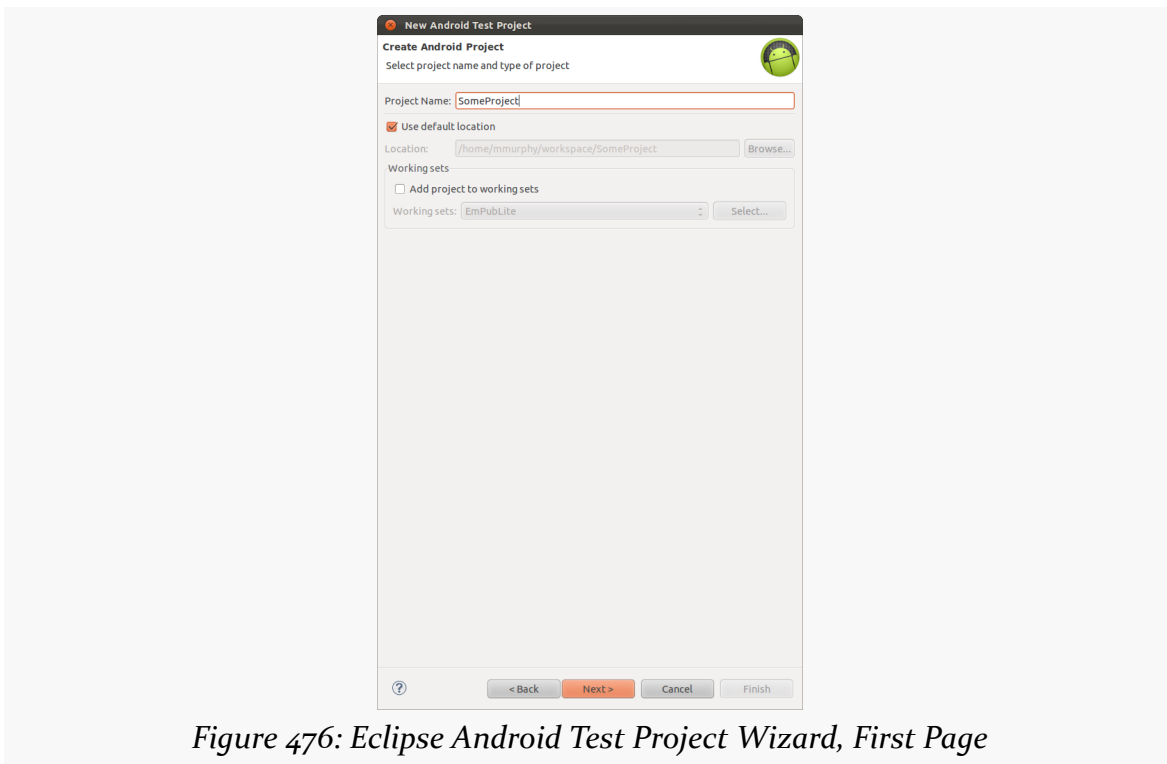 New Android Test Project
Create Android Project
Select project name and type of project
Project Name: SomeProject
Use default location
Location: /home/mmurphy/workspace/SomeProject Browse...
Working sets
Add project to working sets
Working sets: EmPubLite Select...
? < Back Next > Cancel Finish
Figure 476: Eclipse Android Test Project Wizard, First Page